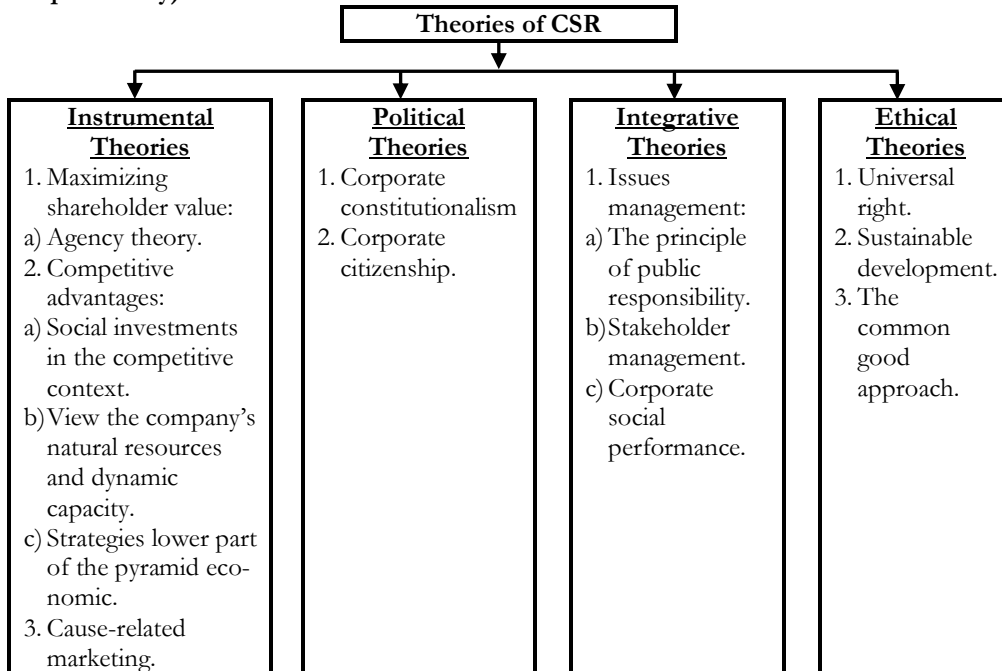 Theories of CSR
Instrumental
Theories
1. Maximizing
shareholder value:
a) Agency theory.
2. Competitive
advantages:
a) Social investments
in the competitive
context.
b) View the company's
natural resources
and dynamic
capacity.
c) Strategies lower part
of the pyramid eco-
nomic.
3. Cause-related
marketing.
Political
Theories
1. Corporate
constitutionalism
2. Corporate
citizenship.
Integrative
Theories
1. Issues
management:
a) The principle
of public
responsibility.
b) Stakeholder
management.
c) Corporate
social
performance.
Ethical
Theories
1. Universal
right.
2. Sustainable
development.
3. The
common
good
approach.